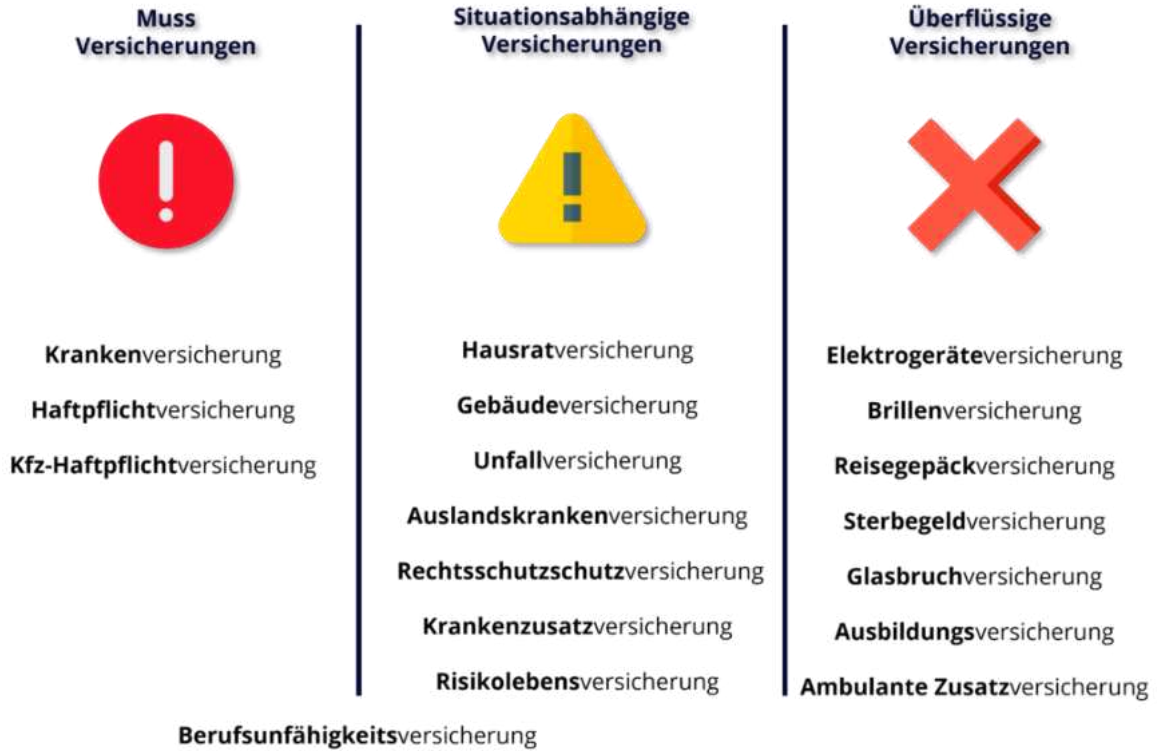 Muss
Versicherungen
Situationsabhängige
Versicherungen
Überflüssige
Versicherungen
Krankenversicherung
Haftpflichtversicherung
Kfz-Haftpflichtversicherung
Hausratversicherung
Gebäudeversicherung
Unfallversicherung
Auslandskrankenversicherung
Rechtsschutzschutzversicherung
Krankenzusatzversicherung
Risikolebensversicherung
Elektrogeräteversicherung
Brillenversicherung
Reisegepäckversicherung
Sterbegeldversicherung
Glasbruchversicherung
Ausbildungsversicherung
Ambulante Zusatzversicherung
Berufsunfähigkeitsversicherung